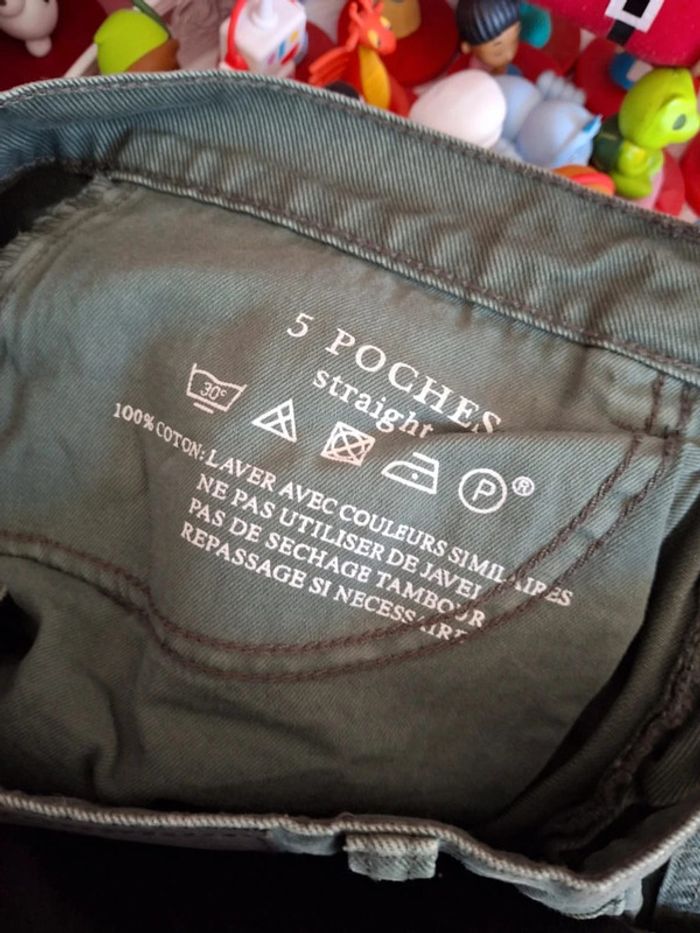 5 POCHES
straight
30c
P ®
100% COTON: LAVER AVEC COULEURS SIMILAIRES
NE PAS UTILISER DE JAVEL
PAS DE SECHAGE TAMBOUR
REPASSAGE SI NECESSAIRE